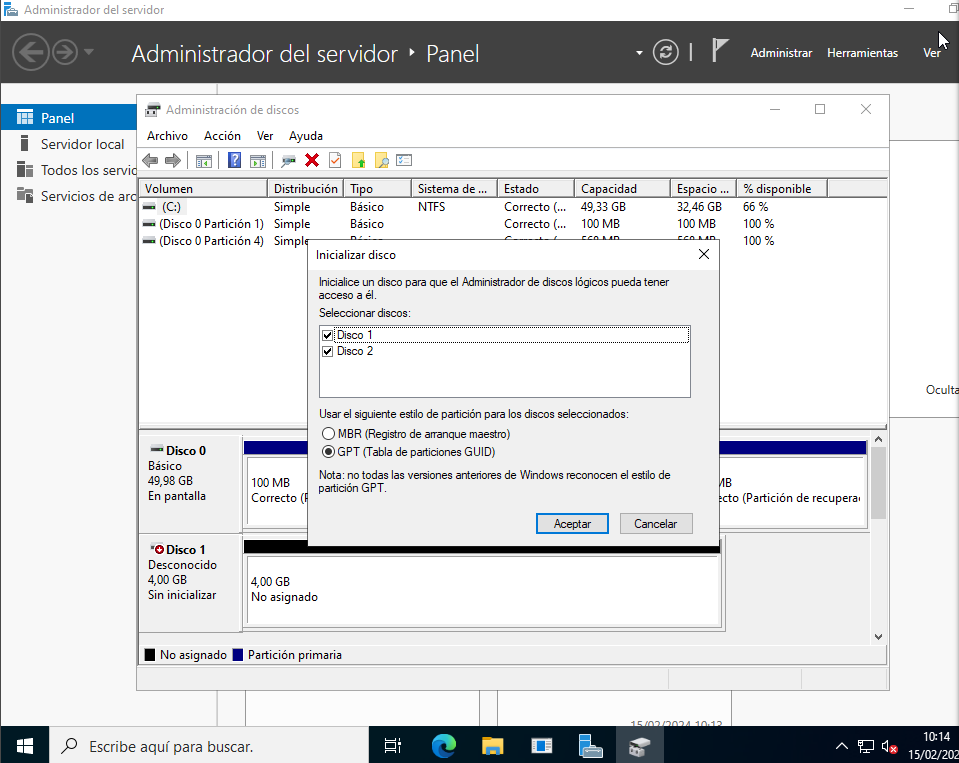 Administrador del servidor
Administrador del servidor ‣ Panel
Administrar Herramientas Ver
Panel
Servidor local
Todos los servic
Servicios de arc
Administración de discos
Archivo Acción Ver Ayuda
Volumen Distribución Tipo Sistema de ... Estado Capacidad Espacio ... % disponible
(C:) Simple Básico NTFS Correcto (... 49,33 GB 32,46 GB 66 %
(Disco 0 Partición 1) Simple Básico Correcto (... 100 MB 100 MB 100 %
(Disco 0 Partición 4) Simple Básico Correcto (... 568 MB 568 MB 100 %
Inicializar disco
Inicialice un disco para que el Administrador de discos lógicos pueda tener
acceso a él.
Seleccionar discos:
Disco 1
Disco 2
Usar el siguiente estilo de partición para los discos seleccionados:
MBR (Registro de arranque maestro)
GPT (Tabla de particiones GUID)
Nota: no todas las versiones anteriores de Windows reconocen el estilo de
partición GPT.
Aceptar Cancelar
Oculta
Disco 0
Básico
49,98 GB
En pantalla
100 MB
Correcto (P
MB
ecto (Partición de recupera
Disco 1
Desconocido
4,00 GB
Sin inicializar
4,00 GB
No asignado
No asignado Partición primaria
15/02/2024 10:13
Escribe aquí para buscar.
10:14
15/02/202